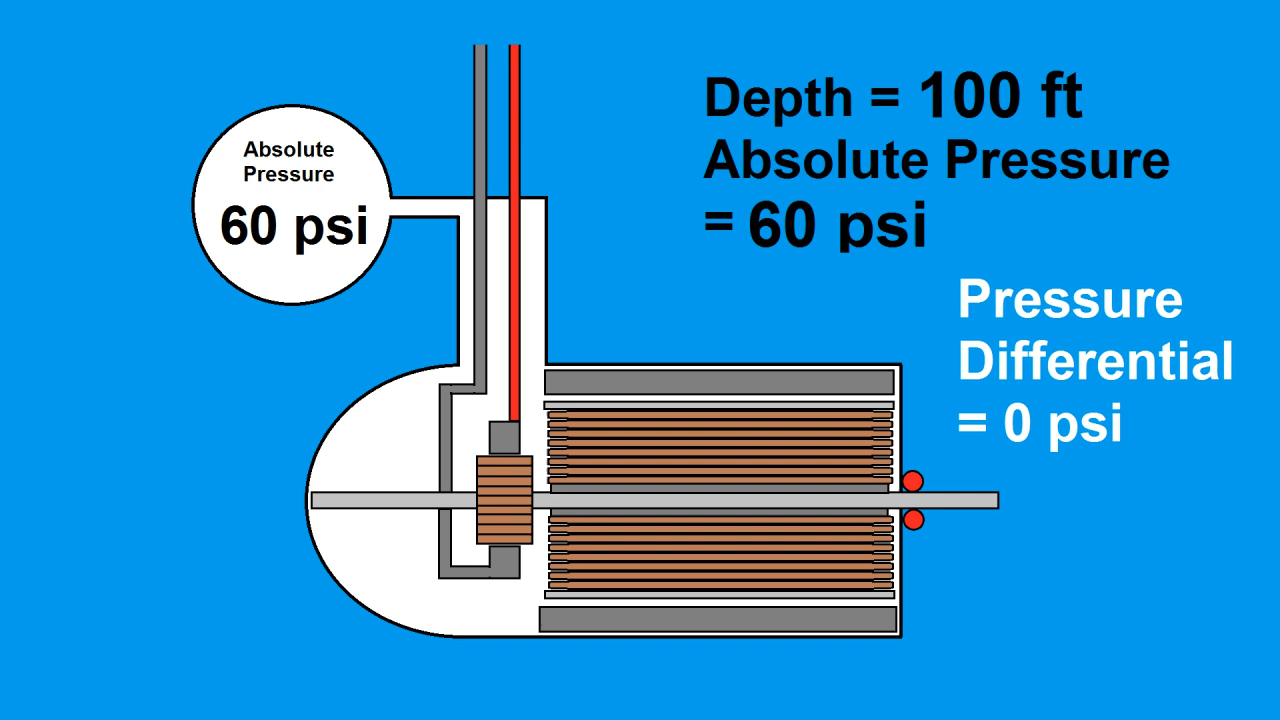 Absolute
Pressure
60 psi
Depth = 100 ft
Absolute Pressure
= 60 psi
Pressure
Differential
= 0 psi